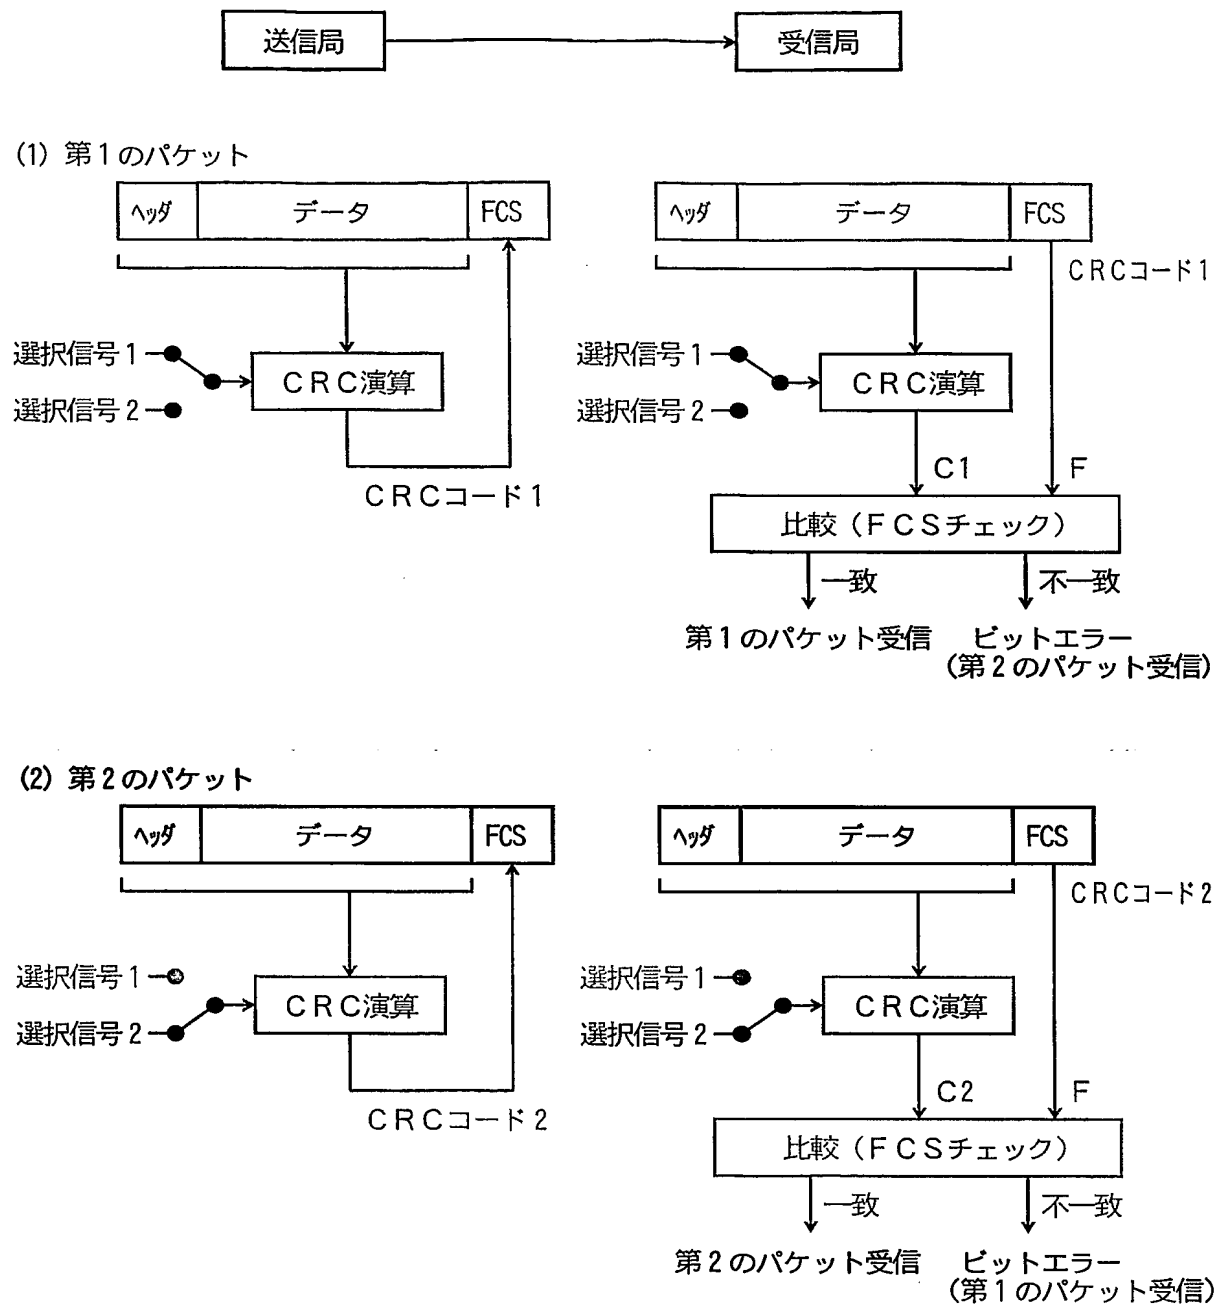 送信局
受信局
(1) 第1のパケット
ヘッダ
データ
FCS
ヘッダ
データ
FCS
CRCコード1
選択信号1
選択信号2
CRC演算
CRCコード1
選択信号1
選択信号2
CRC演算
C1
F
比較(FCSチェック)
一致
不一致
第1のパケット受信
ビットエラー
(第2のパケット受信)
(2) 第2のパケット
ヘッダ
データ
FCS
ヘッダ
データ
FCS
CRCコード2
選択信号1
選択信号2
CRC演算
CRCコード2
選択信号1
選択信号2
CRC演算
C2
F
比較(FCSチェック)
一致
不一致
第2のパケット受信
ビットエラー
(第1のパケット受信)